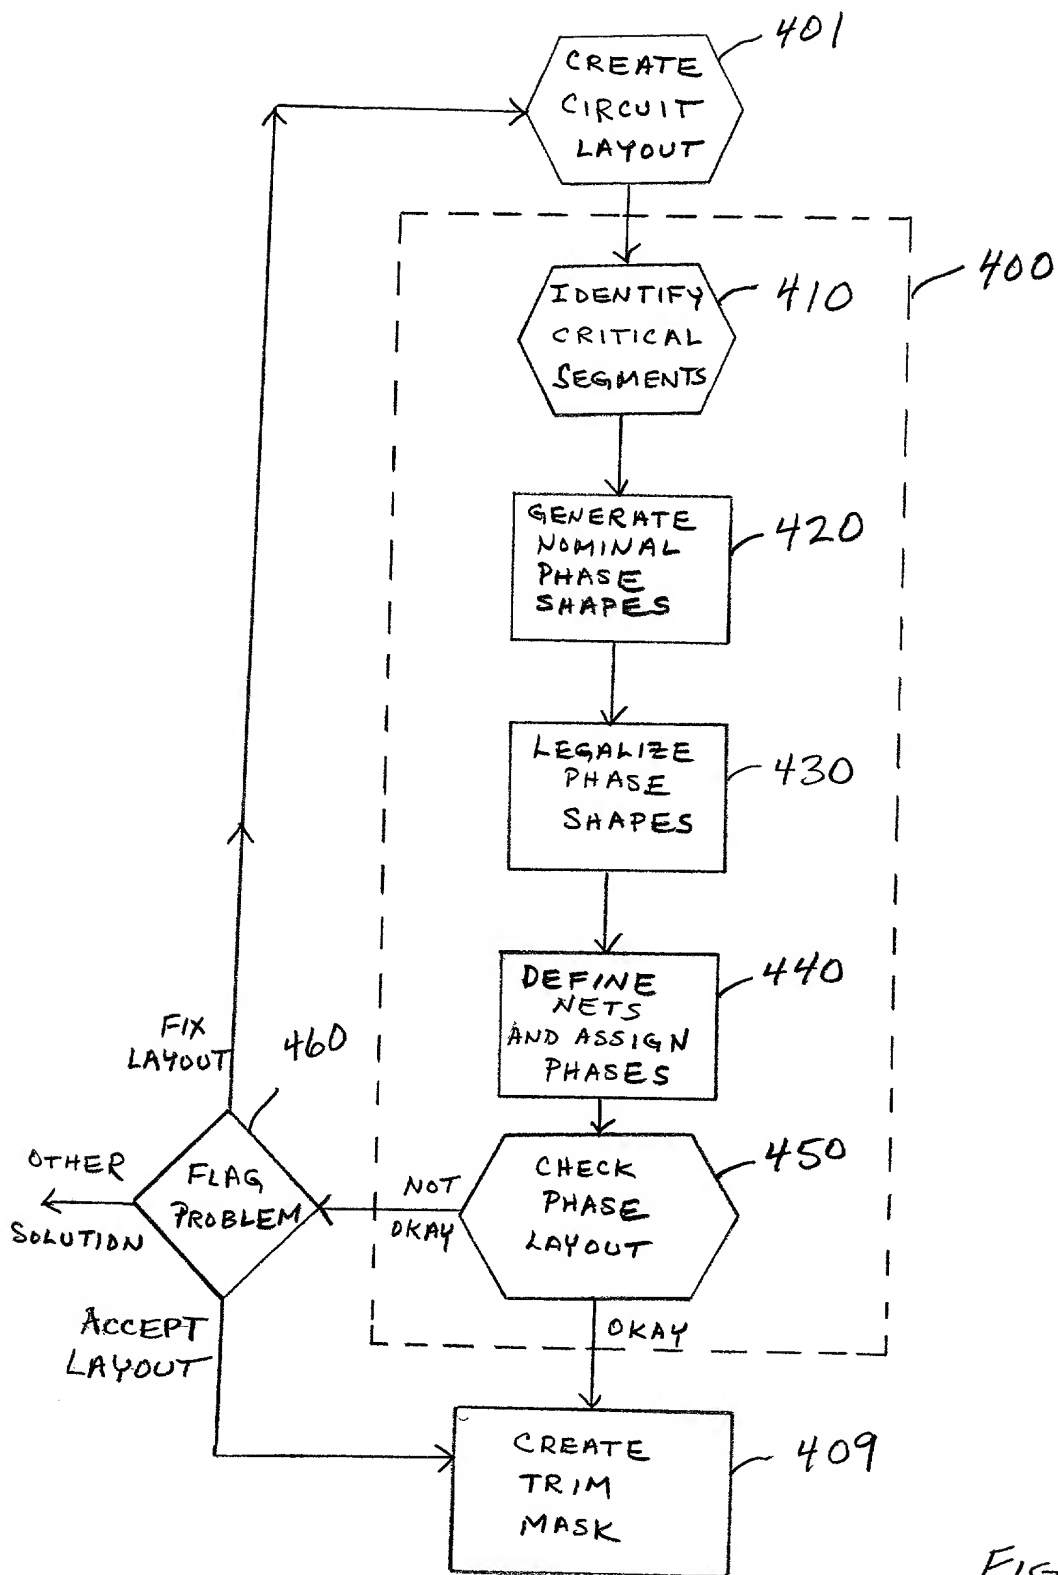 401
CREATE
CIRCUIT
LAYOUT
400
IDENTIFY
CRITICAL
SEGMENTS
410
GENERATE
NOMINAL
PHASE
SHAPES
420
LEGALIZE
PHASE
SHAPES
430
DEFINE
NETS
AND ASSIGN
PHASES
440
FIX
LAYOUT
460
CHECK
PHASE
LAYOUT
450
NOT
OKAY
FLAG
PROBLEM
OTHER
SOLUTION
ACCEPT
LAYOUT
OKAY
CREATE
TRIM
MASK
409
FIG